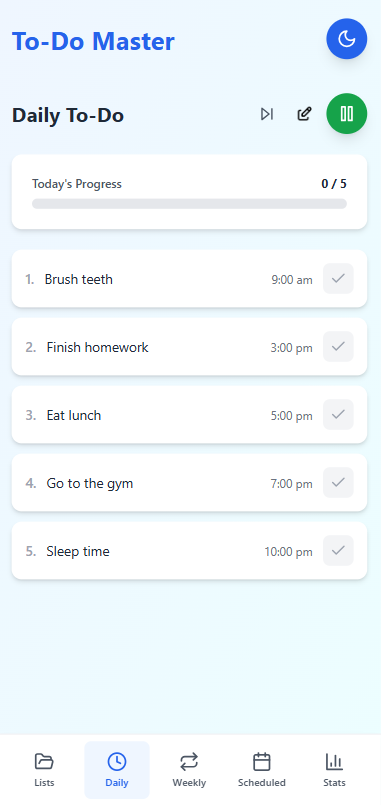 To-Do Master
Daily To-Do
Today's Progress 0 / 5
1. Brush teeth 9:00 am
2. Finish homework 3:00 pm
3. Eat lunch 5:00 pm
4. Go to the gym 7:00 pm
5. Sleep time 10:00 pm
Lists Daily Weekly Scheduled Stats